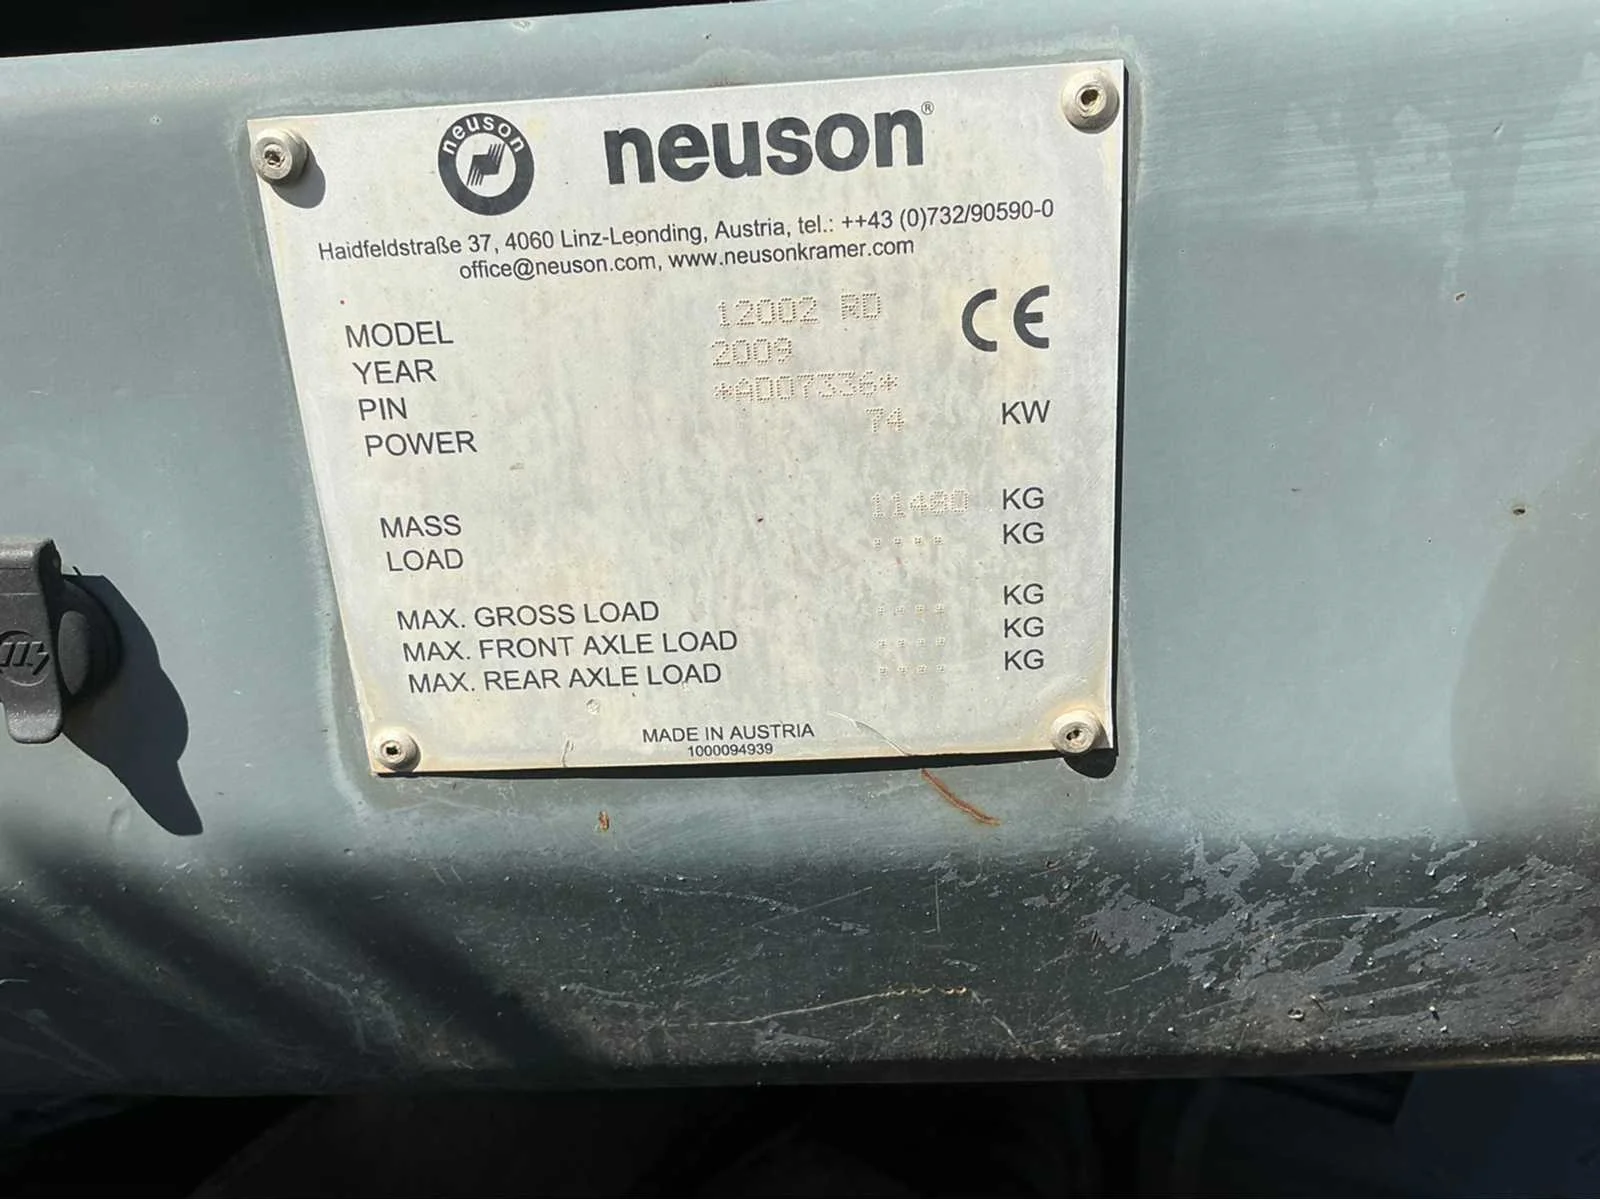 neuson
neuson®
Haidfeldstraße 37, 4060 Linz-Leonding, Austria, tel.: ++43 (0)732/90590-0
office@neuson.com, www.neusonkramer.com
MODEL 12002 RD CE
YEAR 2009
PIN *AD07336*
POWER 74 KW
MASS 11400 KG
LOAD :::: KG
MAX. GROSS LOAD :::: KG
MAX. FRONT AXLE LOAD :::: KG
MAX. REAR AXLE LOAD :::: KG
MADE IN AUSTRIA
1000094939